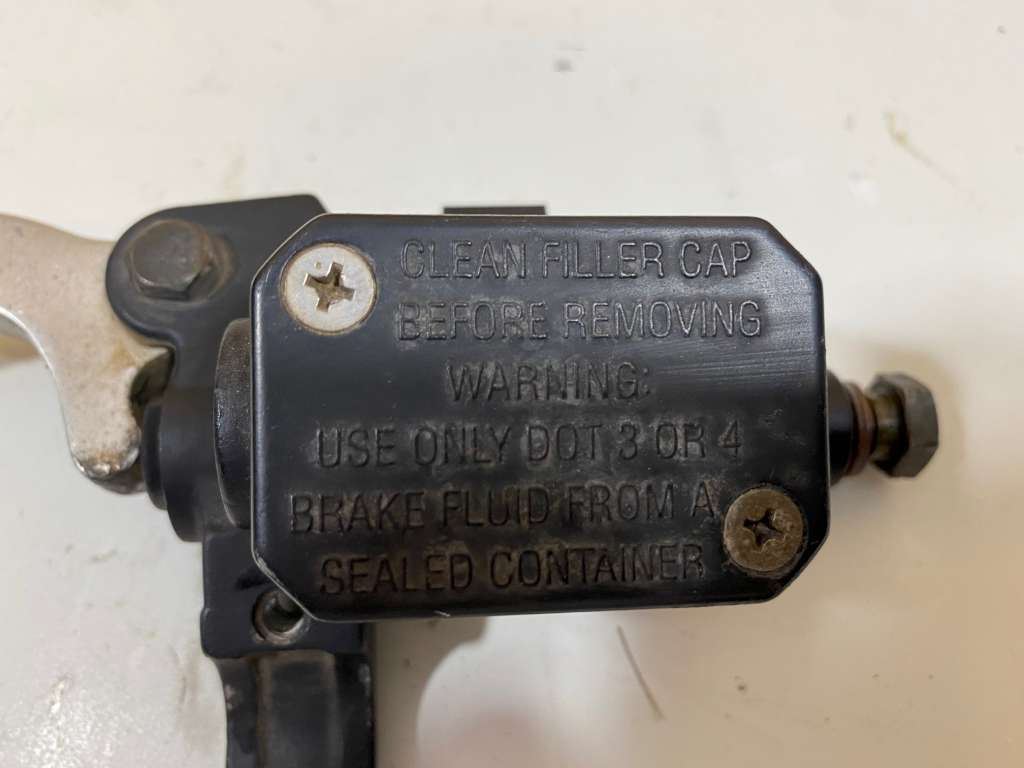 CLEAN FILLER CAP
BEFORE REMOVING
WARNING:
USE ONLY DOT 3 OR 4
BRAKE FLUID FROM A
SEALED CONTAINER